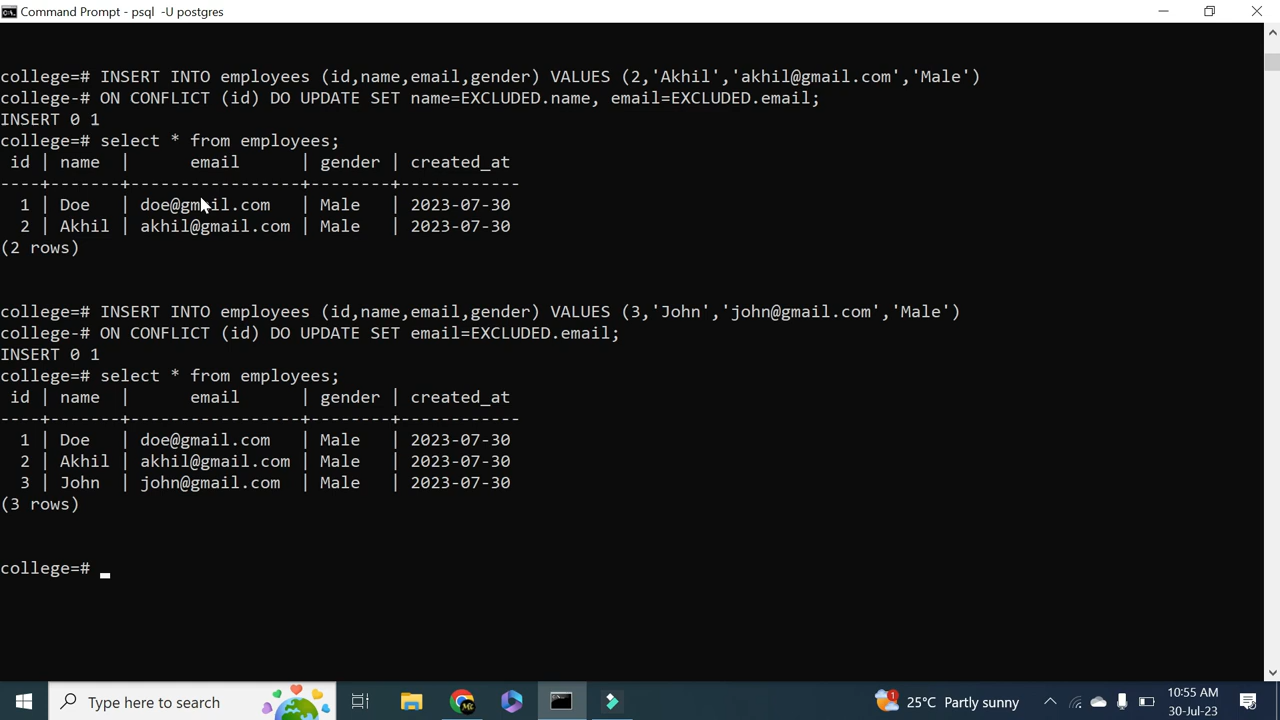 Command Prompt - psql  -U postgres
college=# INSERT INTO employees (id,name,email,gender) VALUES (2,'Akhil','akhil@gmail.com','Male')
college-# ON CONFLICT (id) DO UPDATE SET name=EXCLUDED.name, email=EXCLUDED.email;
INSERT 0 1
college=# select * from employees;
 id | name  |      email      | gender | created_at
----+-------+-----------------+--------+------------
  1 | Doe   | doe@gmail.com   | Male   | 2023-07-30
  2 | Akhil | akhil@gmail.com | Male   | 2023-07-30
(2 rows)
college=# INSERT INTO employees (id,name,email,gender) VALUES (3,'John','john@gmail.com','Male')
college-# ON CONFLICT (id) DO UPDATE SET email=EXCLUDED.email;
INSERT 0 1
college=# select * from employees;
 id | name  |      email      | gender | created_at
----+-------+-----------------+--------+------------
  1 | Doe   | doe@gmail.com   | Male   | 2023-07-30
  2 | Akhil | akhil@gmail.com | Male   | 2023-07-30
  3 | John  | john@gmail.com  | Male   | 2023-07-30
(3 rows)
college=#
Type here to search
1
25°C Partly sunny
10:55 AM
30-Jul-23